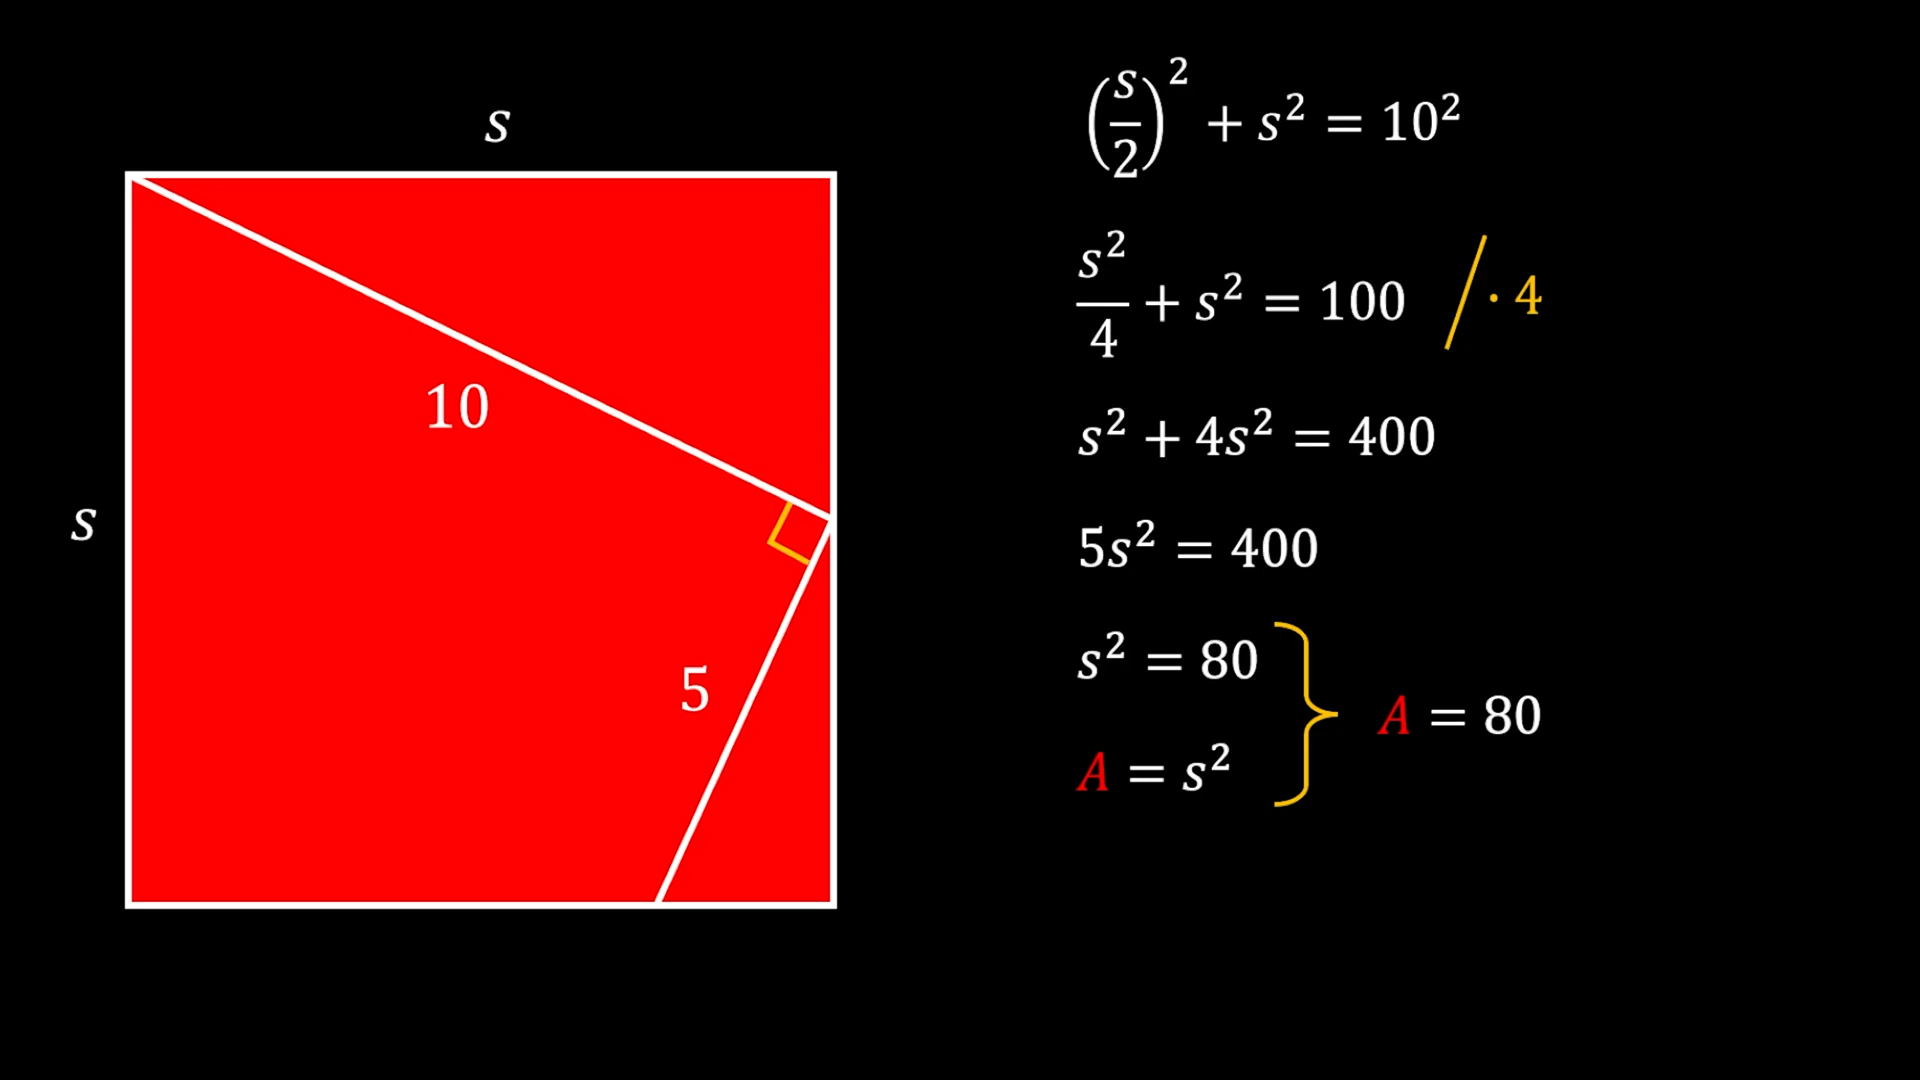 s
s
10
5
(s/2)² + s² = 10²
s²/4 + s² = 100 / · 4
s² + 4s² = 400
5s² = 400
s² = 80
A = s²
A = 80